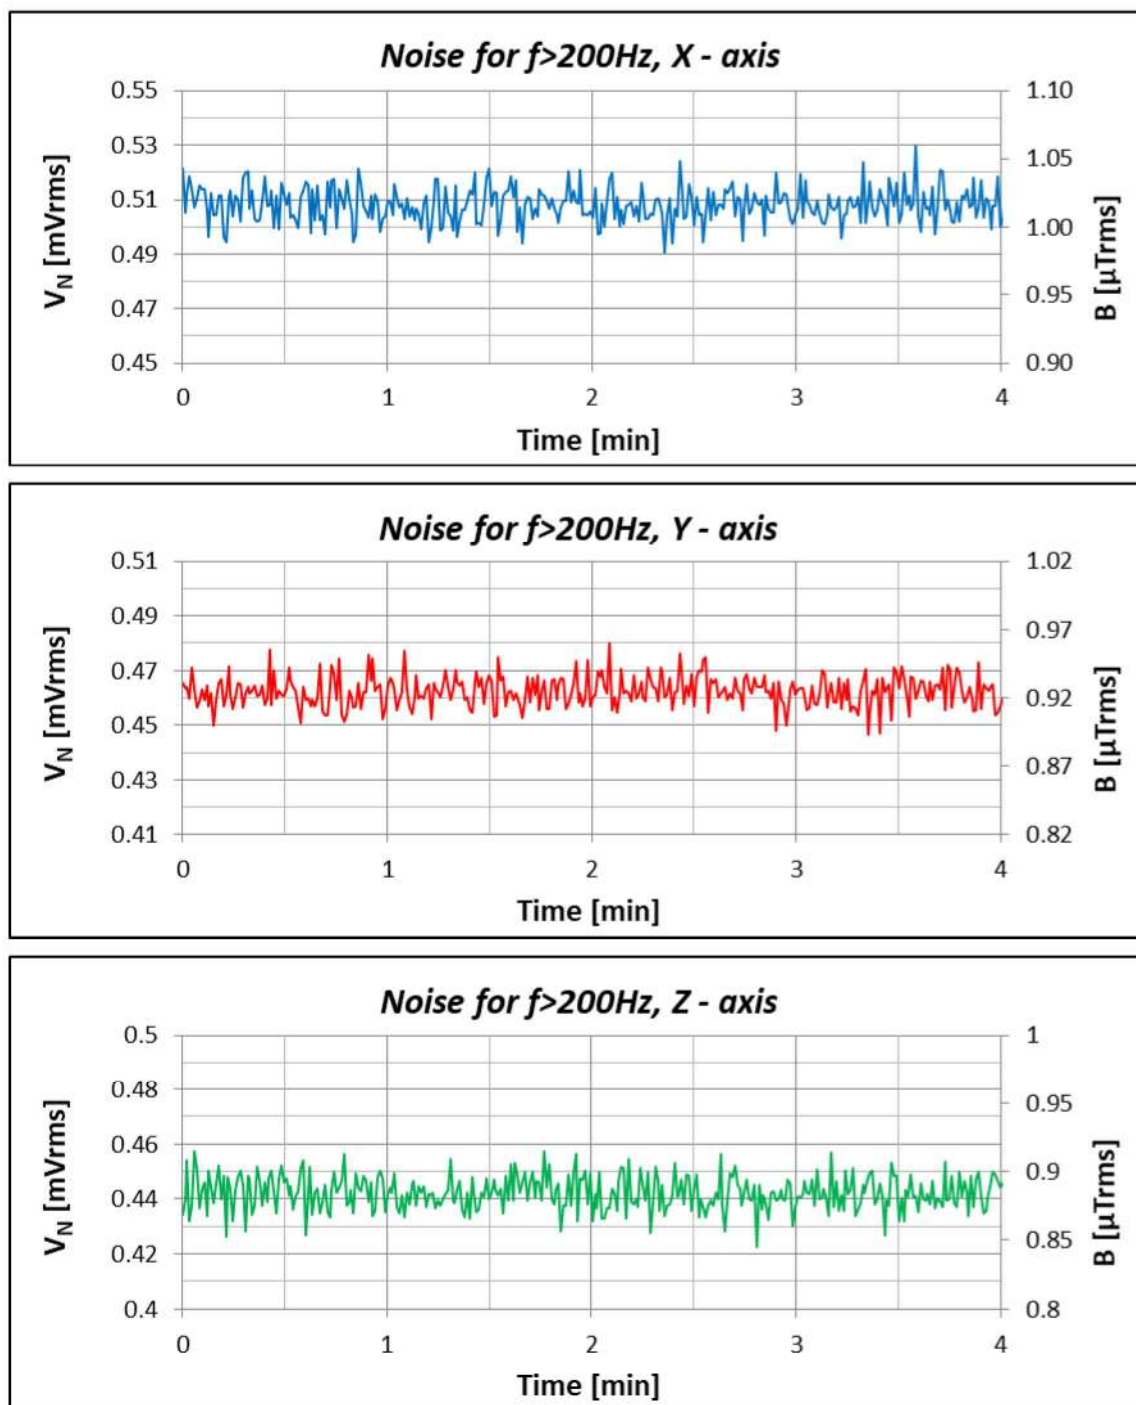 Noise for f>200Hz, X - axis
0.55
0.53
0.51
0.49
0.47
0.45
VN [mVrms]
1.10
1.05
1.00
0.95
0.90
B [µTrms]
0 1 2 3 4
Time [min]
Noise for f>200Hz, Y - axis
0.51
0.49
0.47
0.45
0.43
0.41
VN [mVrms]
1.02
0.97
0.92
0.87
0.82
B [µTrms]
0 1 2 3 4
Time [min]
Noise for f>200Hz, Z - axis
0.5
0.48
0.46
0.44
0.42
0.4
VN [mVrms]
1
0.95
0.9
0.85
0.8
B [µTrms]
0 1 2 3 4
Time [min]